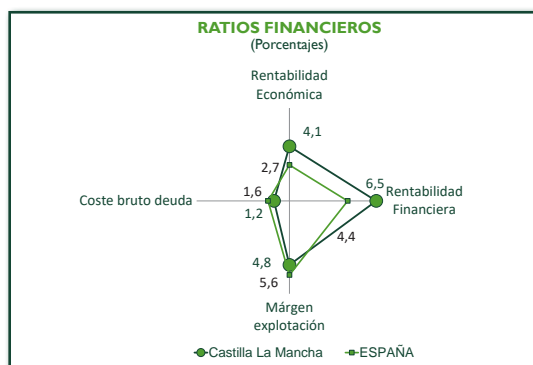 RATIOS FINANCIEROS
(Porcentajes)
Rentabilidad
Económica
4,1
2,7
6,5
Rentabilidad
Financiera
1,6
Coste bruto deuda
1,2
4,4
4,8
5,6
Márgen
explotación
Castilla La Mancha
ESPAÑA